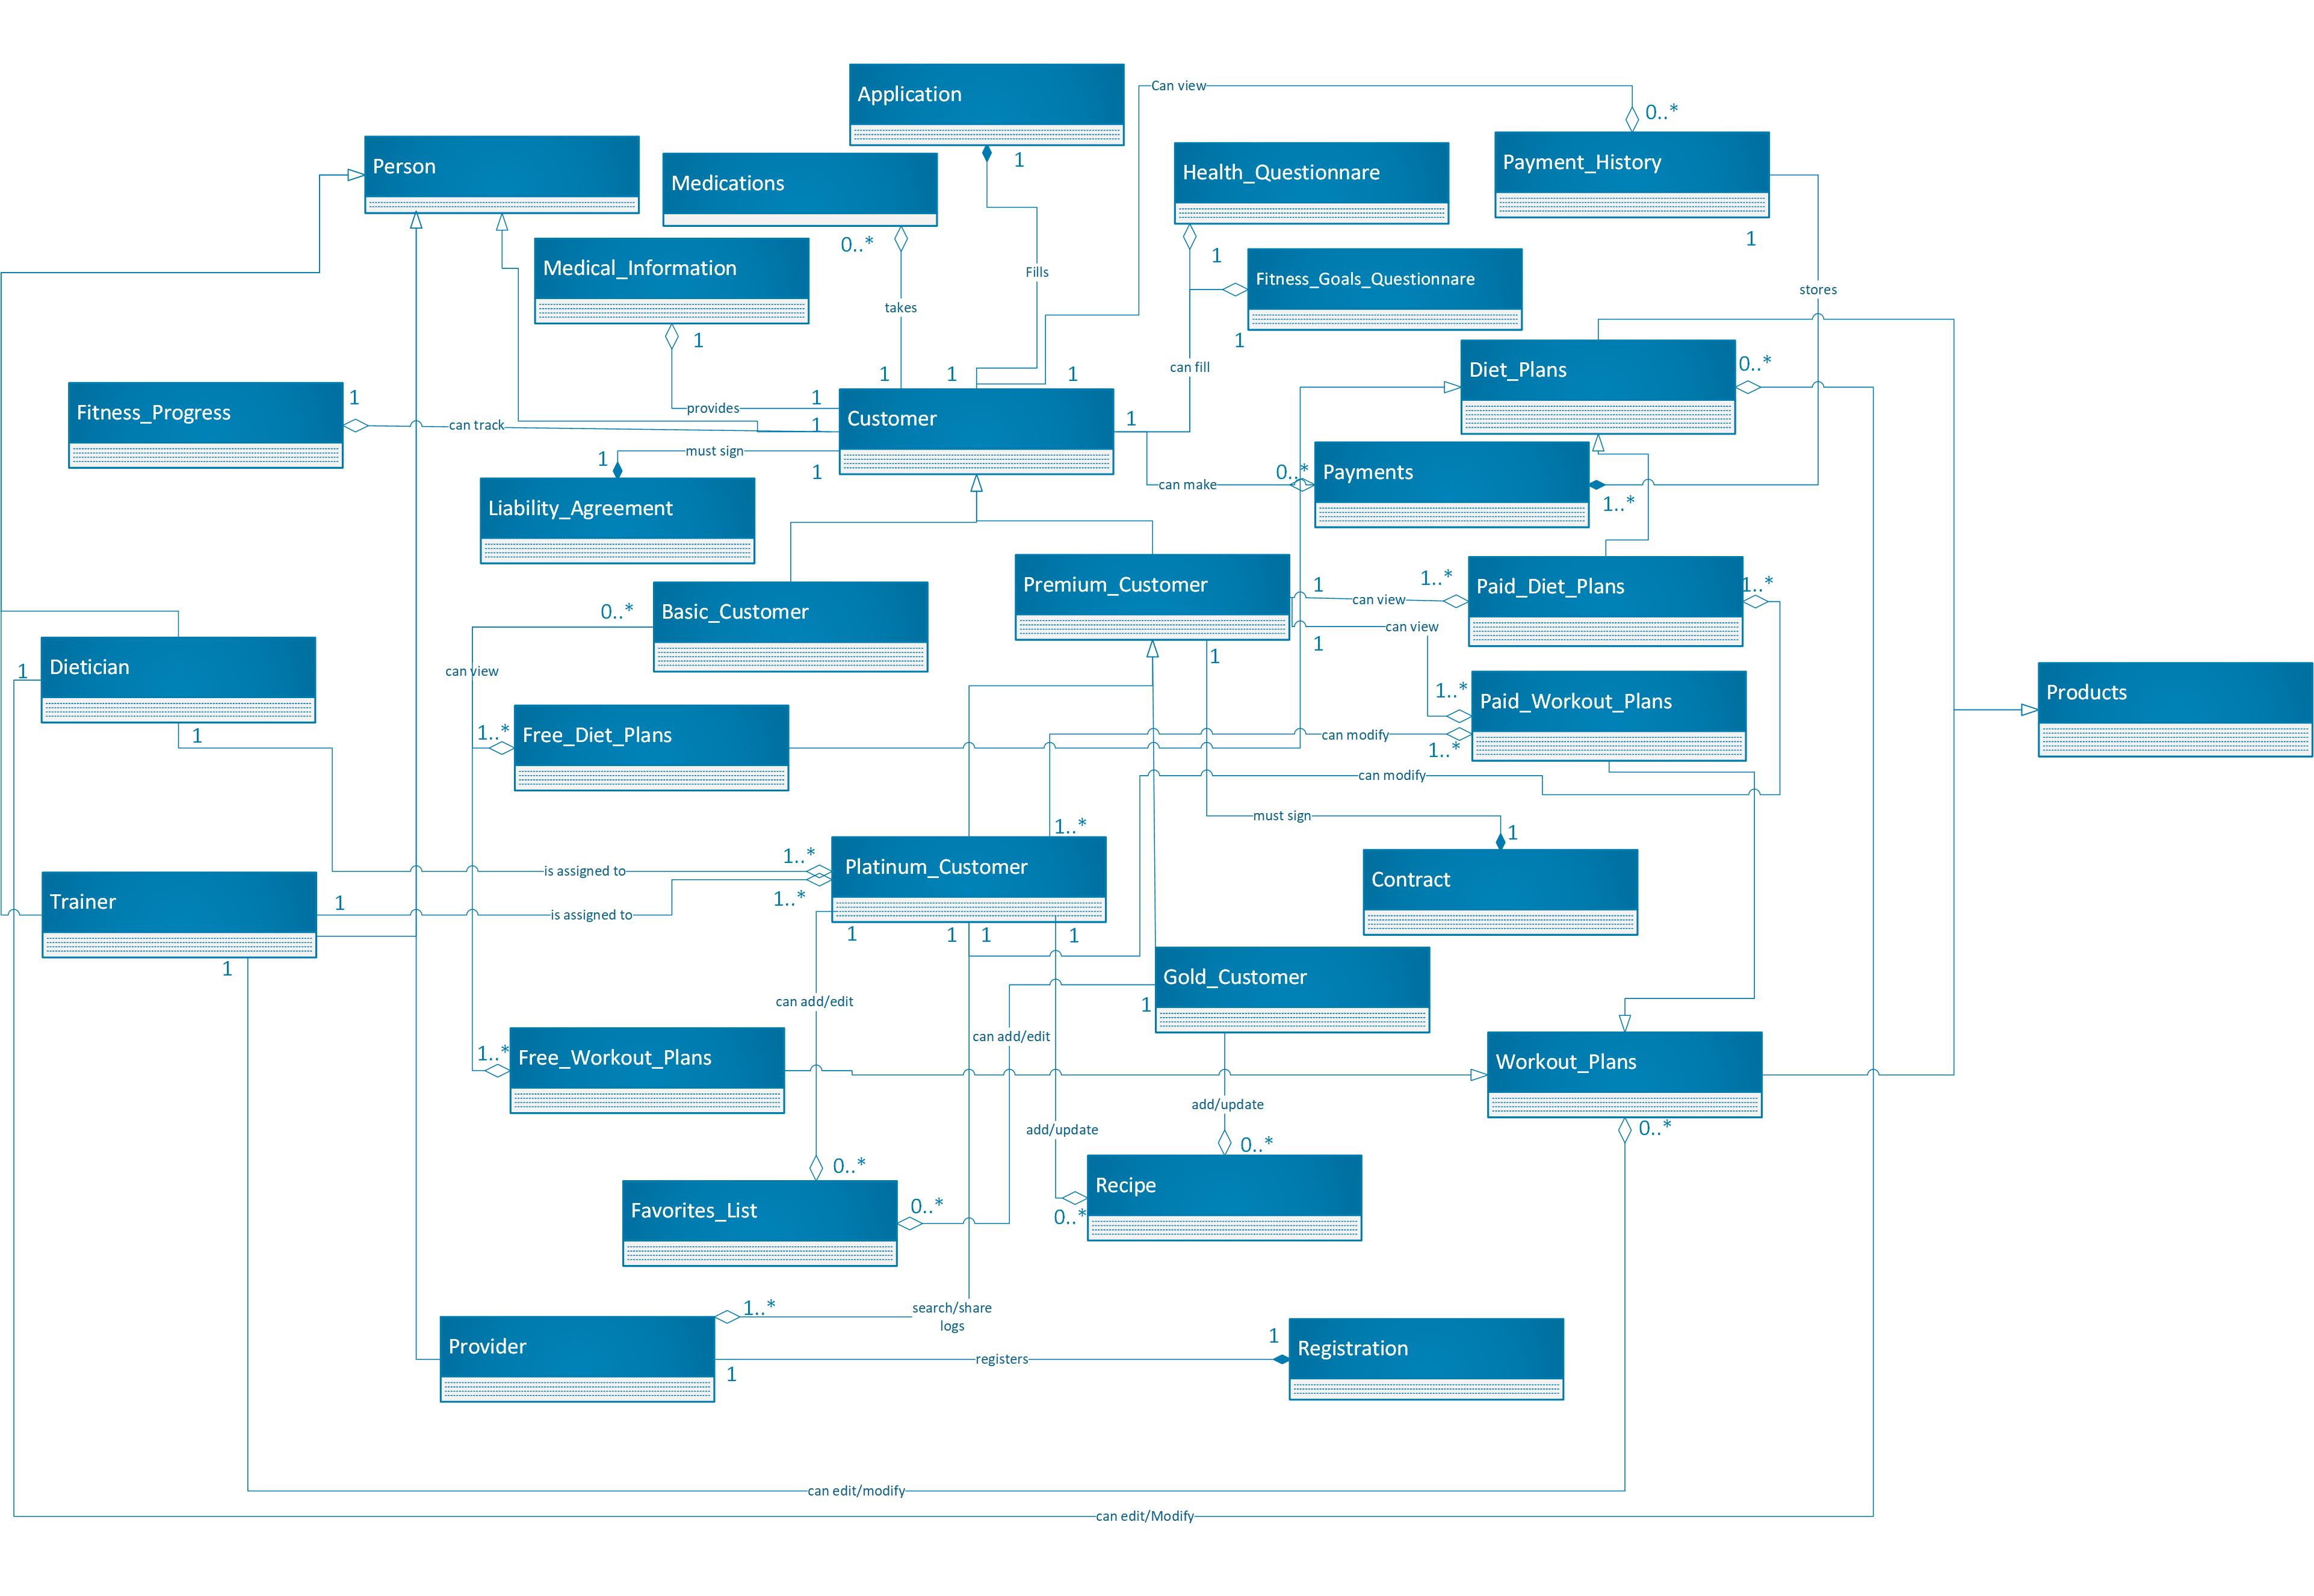 Application
1
Can view
0..*
Person
Medications
0..*
Health_Questionnare
1
Payment_History
1
Medical_Information
1
takes
Fills
Fitness_Goals_Questionnare
1
stores
can fill
Diet_Plans
0..*
Fitness_Progress
1
can track
provides
1
1
1
1
1
Customer
1
1
must sign
1
Liability_Agreement
can make
0..*
Payments
1..*
Basic_Customer
0..*
Premium_Customer
1
can view
1..*
Paid_Diet_Plans
1..*
can view
1
1
Dietician
1
1
can view
Free_Diet_Plans
1..*
1..*
Paid_Workout_Plans
can modify
1..*
can modify
Products
must sign
1
Contract
1..*
Platinum_Customer
1..*
is assigned to
1..*
is assigned to
Trainer
1
1
1
1
1
1
Gold_Customer
1
can add/edit
can add/edit
Free_Workout_Plans
1..*
Workout_Plans
0..*
add/update
0..*
add/update
Recipe
0..*
0..*
Favorites_List
0..*
search/share
logs
1..*
Provider
1
registers
1
Registration
can edit/modify
can edit/Modify